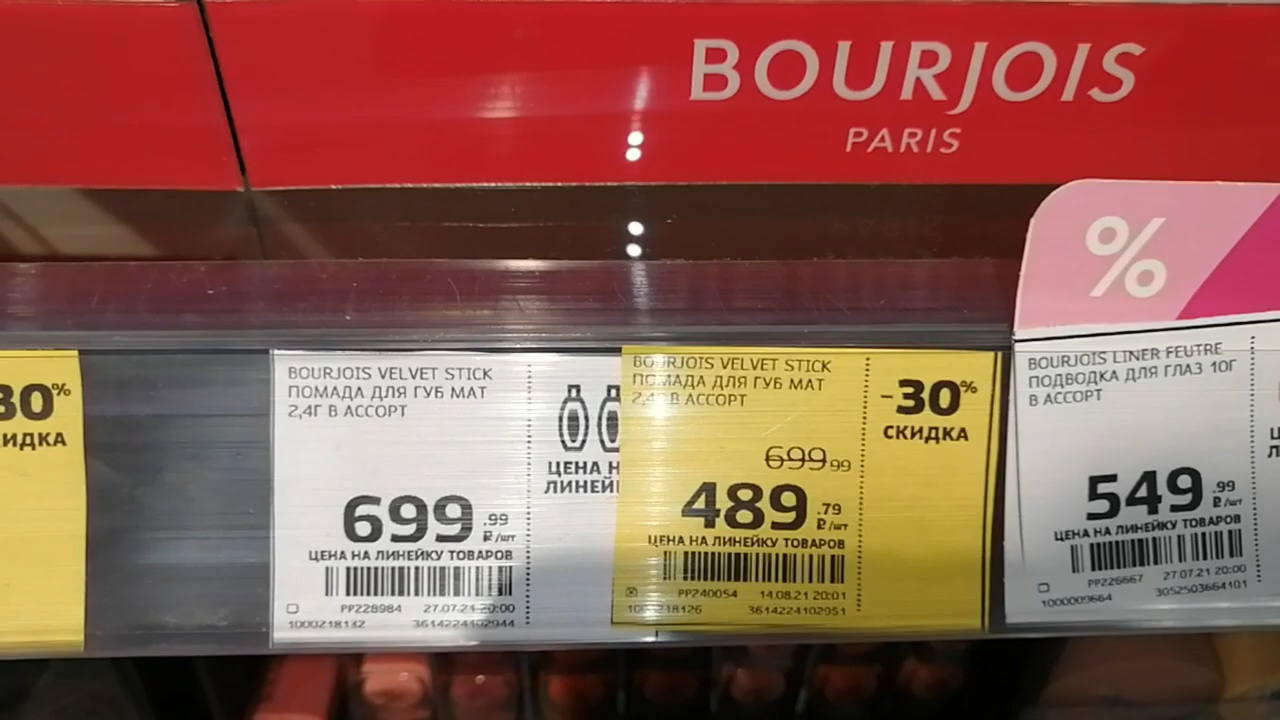 BOURJOIS
PARIS
%
30%
ИДКА
BOURJOIS VELVET STICK
ПОМАДА ДЛЯ ГУБ МАТ
2,4Г В АССОРТ
ЦЕНА Н
ЛИНЕЙ
699.99
₽/шт
ЦЕНА НА ЛИНЕЙКУ ТОВАРОВ
PP228984 27.07.21 20:00
1000218132 3614224102944
BOURJOIS VELVET STICK
ПОМАДА ДЛЯ ГУБ МАТ
2,4Г В АССОРТ
-30%
СКИДКА
699 99
489.79
₽/шт
ЦЕНА НА ЛИНЕЙКУ ТОВАРОВ
PP240054 14.08.21 20:01
3614224102951
BOURJOIS LINER FEUTRE
ПОДВОДКА ДЛЯ ГЛАЗ 10Г
В АССОРТ
549.99
₽/шт
ЦЕНА НА ЛИНЕЙКУ ТОВАРОВ
PP226667 27.07.21 20:00
1000009664 3052503664101